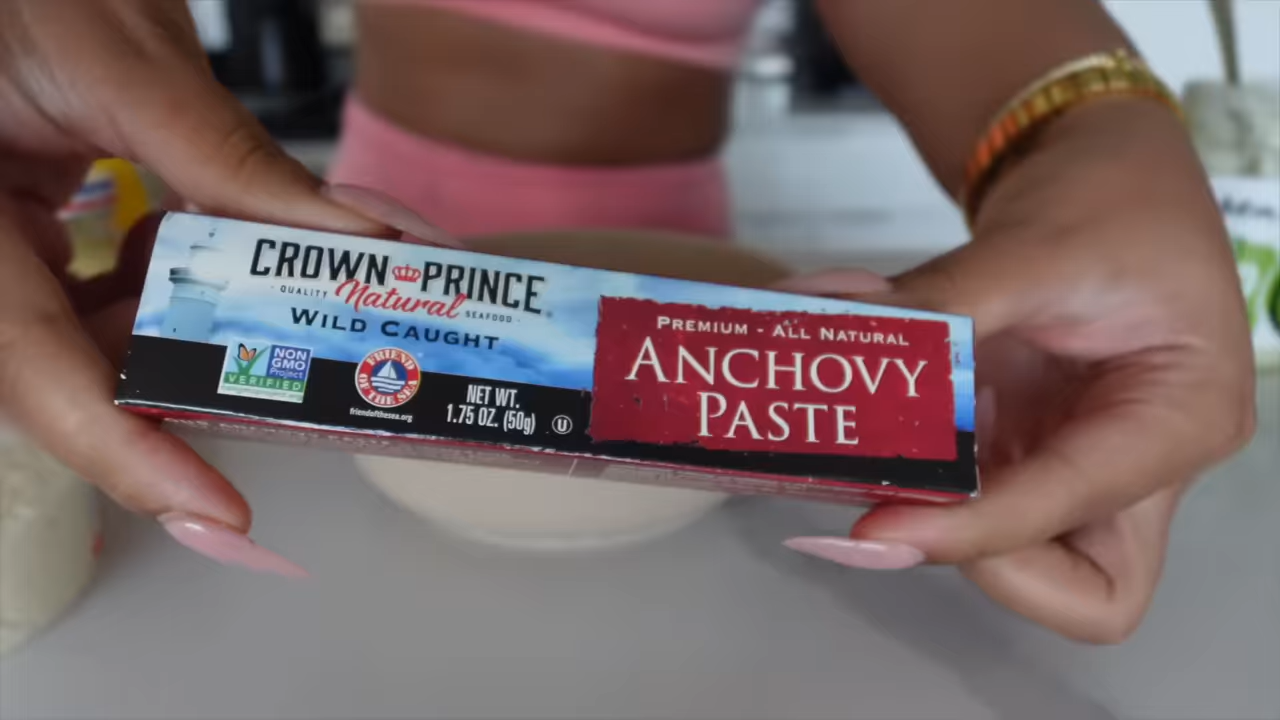 CROWN PRINCE
QUALITY Natural SEAFOOD
WILD CAUGHT
NON
GMO
Project
VERIFIED
FRIEND
OF THE SEA
friendofthesea.org
NET WT.
1.75 OZ. (50g)
U
PREMIUM - ALL NATURAL
ANCHOVY
PASTE